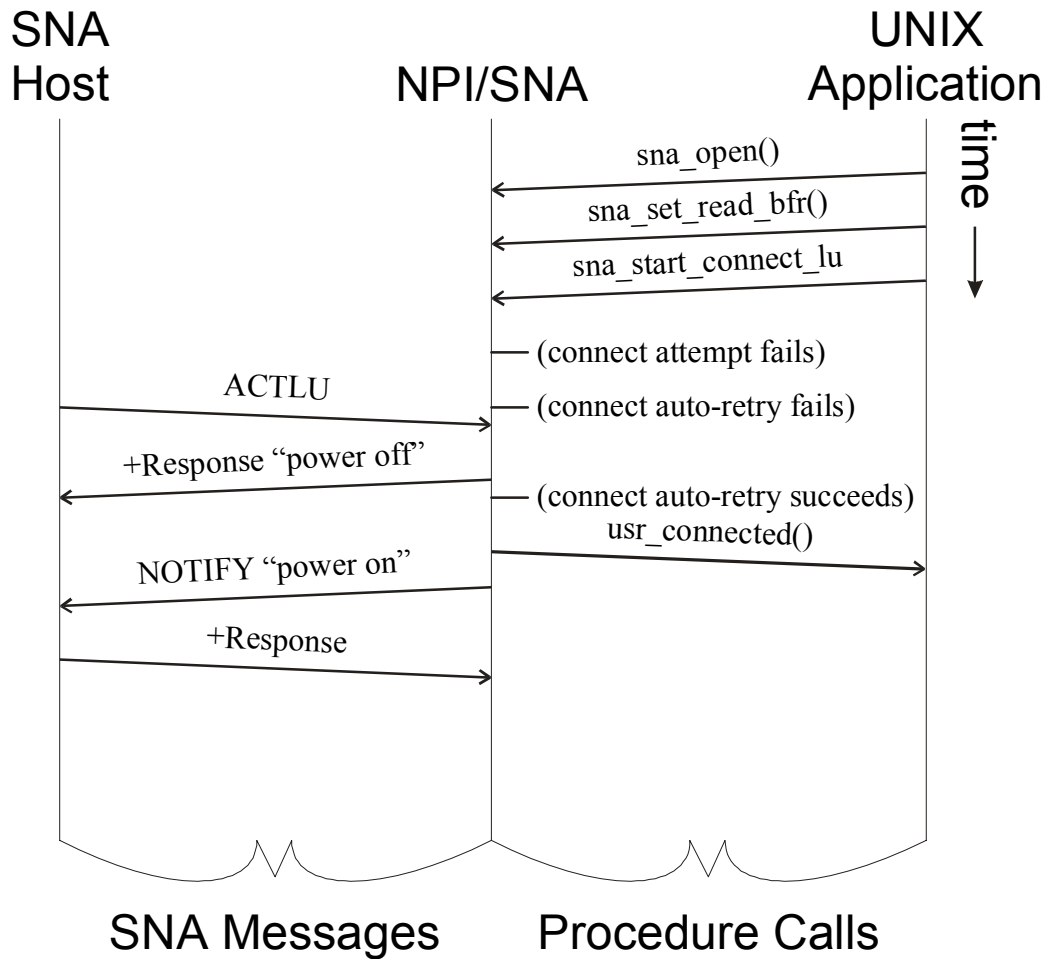 SNA
Host
NPI/SNA
UNIX
Application
time
sna_open()
sna_set_read_bfr()
sna_start_connect_lu
(connect attempt fails)
ACTLU
(connect auto-retry fails)
+Response “power off”
(connect auto-retry succeeds)
usr_connected()
NOTIFY “power on”
+Response
SNA Messages
Procedure Calls